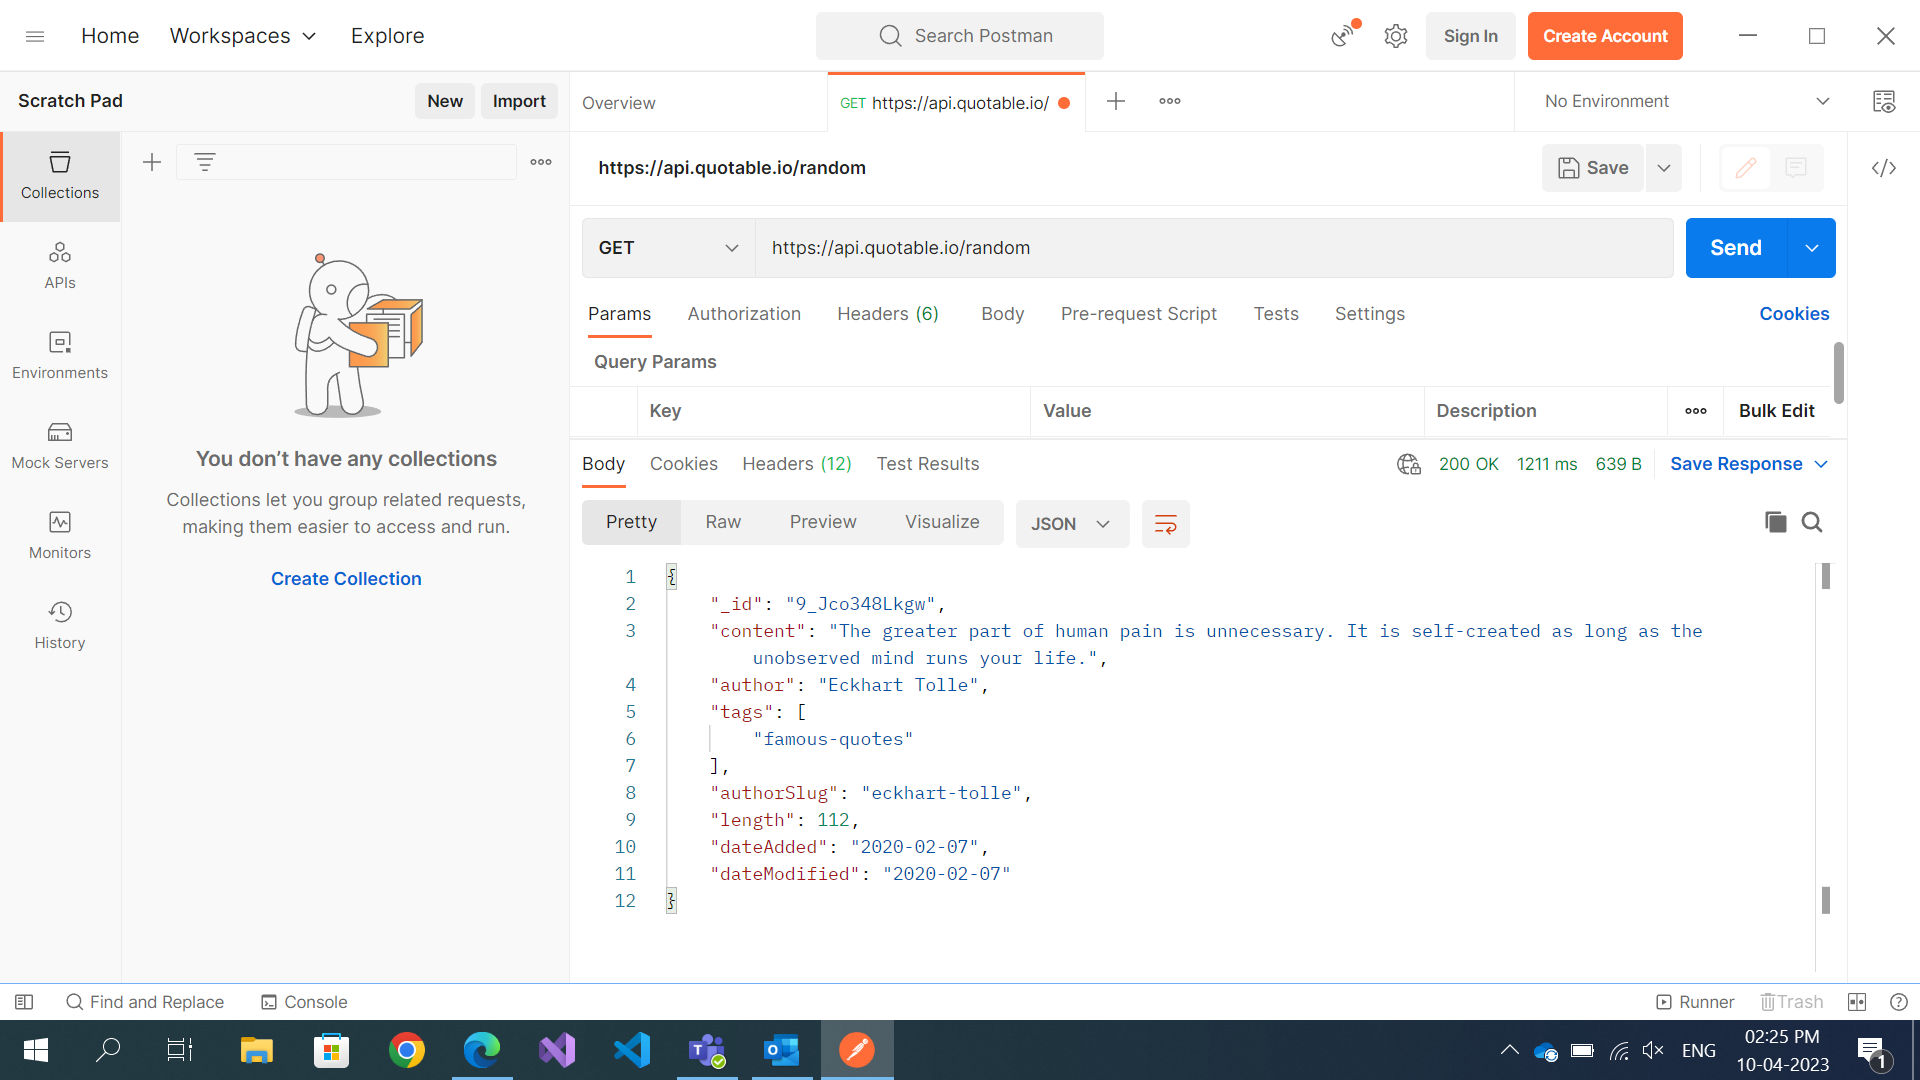 Home Workspaces Explore Search Postman Sign In Create Account
Scratch Pad New Import Overview GET https://api.quotable.io/ No Environment
Collections
APIs
Environments
Mock Servers
Monitors
History
You don’t have any collections
Collections let you group related requests,
making them easier to access and run.
Create Collection
https://api.quotable.io/random Save
GET https://api.quotable.io/random Send
Params Authorization Headers (6) Body Pre-request Script Tests Settings Cookies
Query Params
Key Value Description Bulk Edit
Body Cookies Headers (12) Test Results 200 OK 1211 ms 639 B Save Response
Pretty Raw Preview Visualize JSON
1 {
2 "_id": "9_Jco348Lkgw",
3 "content": "The greater part of human pain is unnecessary. It is self-created as long as the
unobserved mind runs your life.",
4 "author": "Eckhart Tolle",
5 "tags": [
6 "famous-quotes"
7 ],
8 "authorSlug": "eckhart-tolle",
9 "length": 112,
10 "dateAdded": "2020-02-07",
11 "dateModified": "2020-02-07"
12 }
Find and Replace Console Runner Trash
ENG 02:25 PM
10-04-2023 1